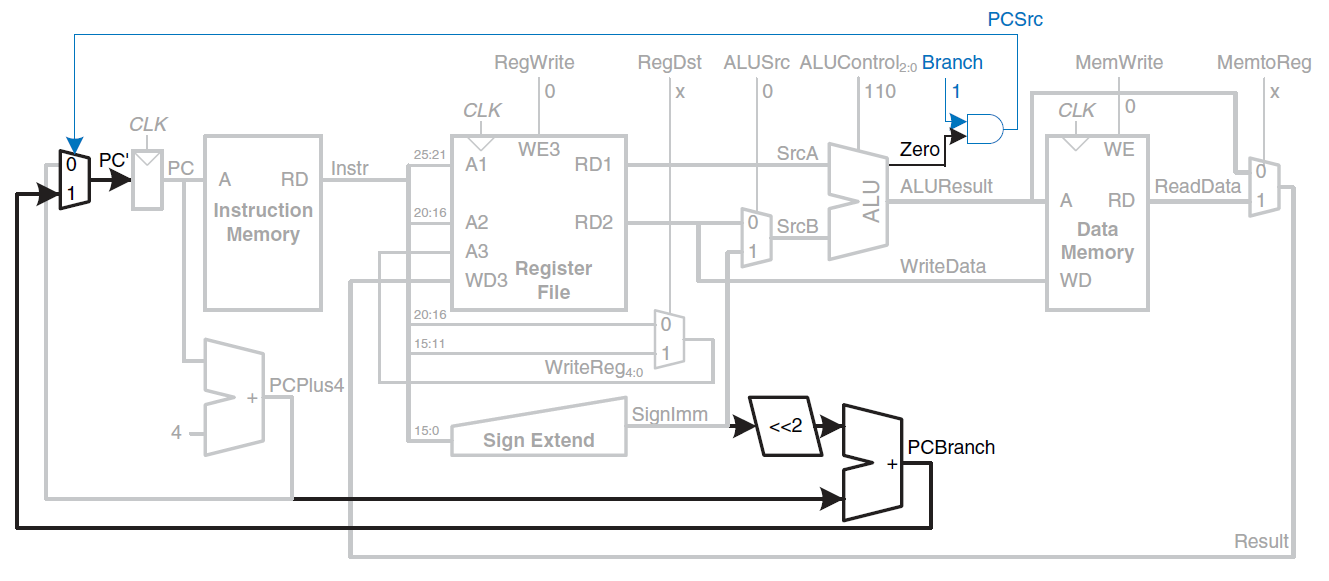 PCSrc
RegWrite RegDst ALUSrc ALUControl2:0 Branch MemWrite MemtoReg
0 x 0 110 1 0 x
CLK CLK CLK
0 PC' PC A RD Instr 25:21 A1 WE3 RD1 SrcA Zero WE 0
1 Instruction Memory 20:16 A2 RD2 0 SrcB ALU ALUResult A RD ReadData 1
A3 1 Data Memory
WD3 Register File WriteData WD
20:16 0
15:11 1
WriteReg4:0
+ PCPlus4
4
15:0 Sign Extend SignImm <<2
+ PCBranch
Result